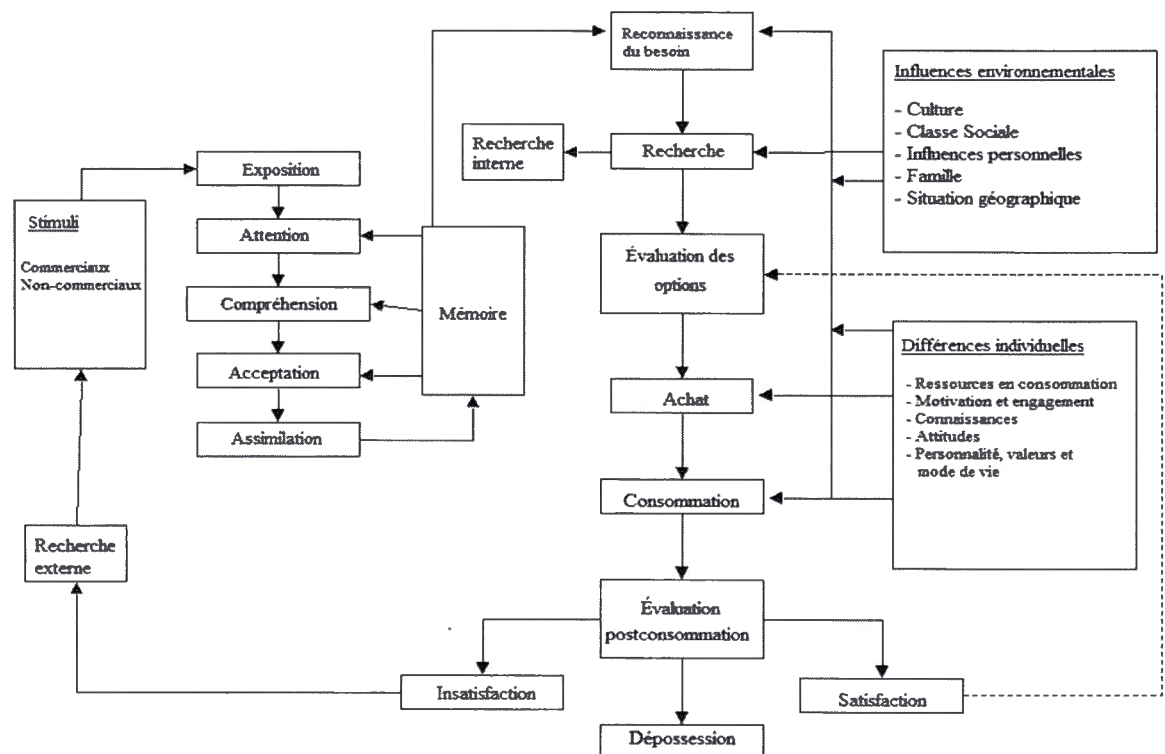 Reconnaissance
du besoin
Influences environnementales
- Culture
- Classe Sociale
- Influences personnelles
- Famille
- Situation géographique
Recherche
interne
Recherche
Exposition
Stimuli
Commerciaux
Non-commerciaux
Attention
Évaluation des
options
Compréhension
Mémoire
Différences individuelles
- Ressources en consommation
- Motivation et engagement
- Connaissances
- Attitudes
- Personnalité, valeurs et
mode de vie
Acceptation
Achat
Assimilation
Consommation
Recherche
externe
Évaluation
postconsommation
Insatisfaction
Satisfaction
Dépossession